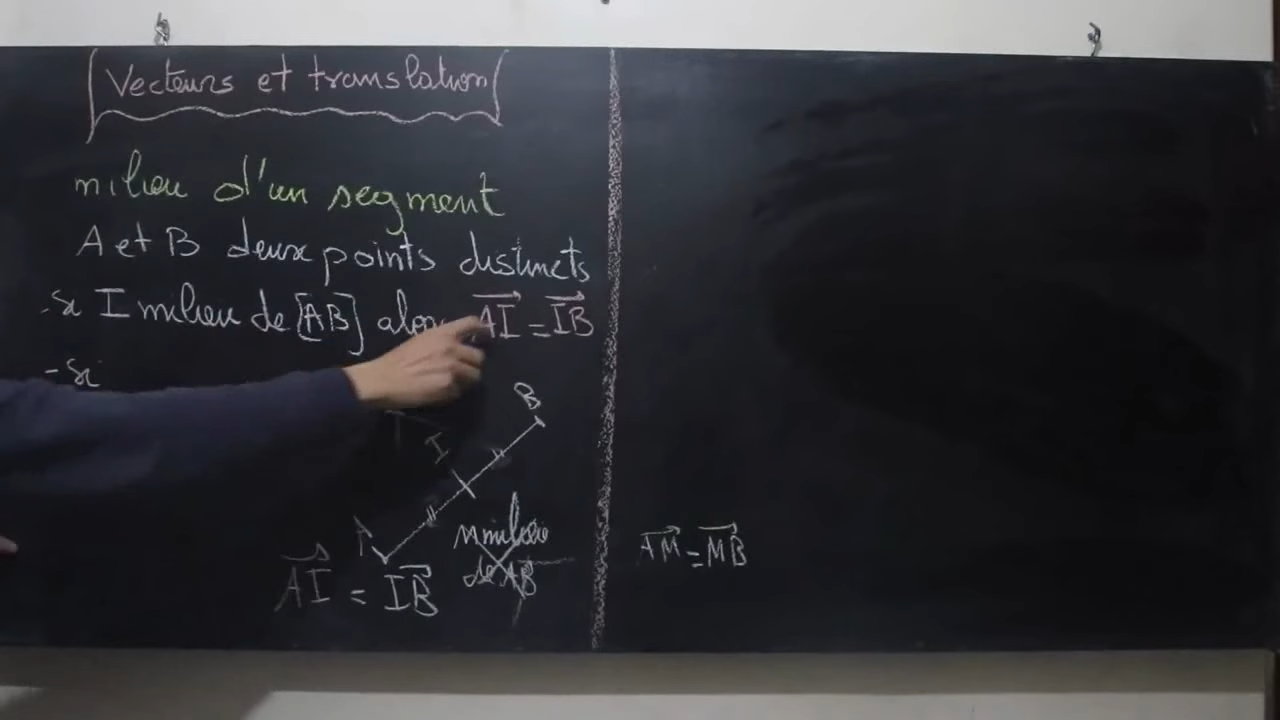 Vecteurs et translation
milieu d'un segment
A et B deux points distincts
- Si I milieu de [AB] alors AI = IB
- Si
B
I
A
M milieu
de AB
AI = IB
AM = MB